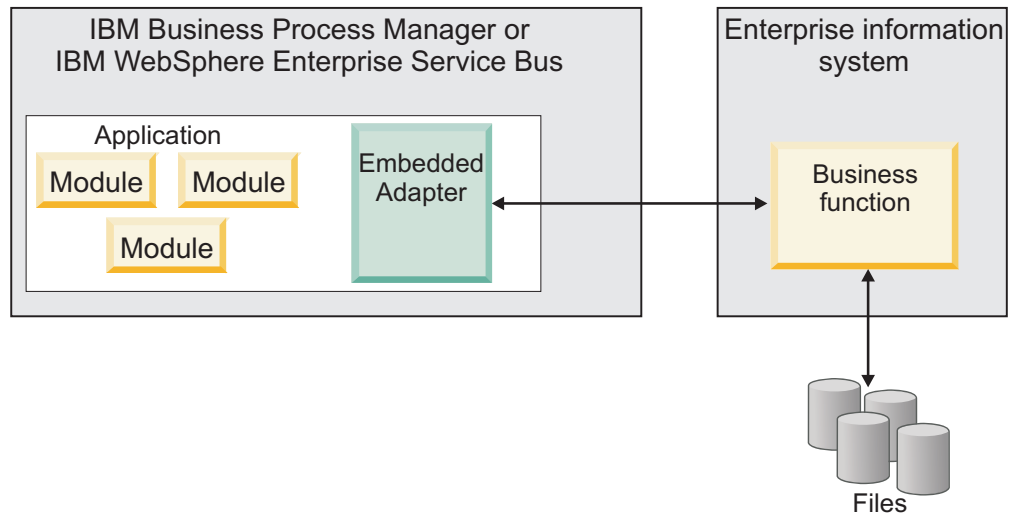 IBM Business Process Manager or
IBM WebSphere Enterprise Service Bus
Application
Module
Module
Module
Embedded
Adapter
Enterprise information
system
Business
function
Files